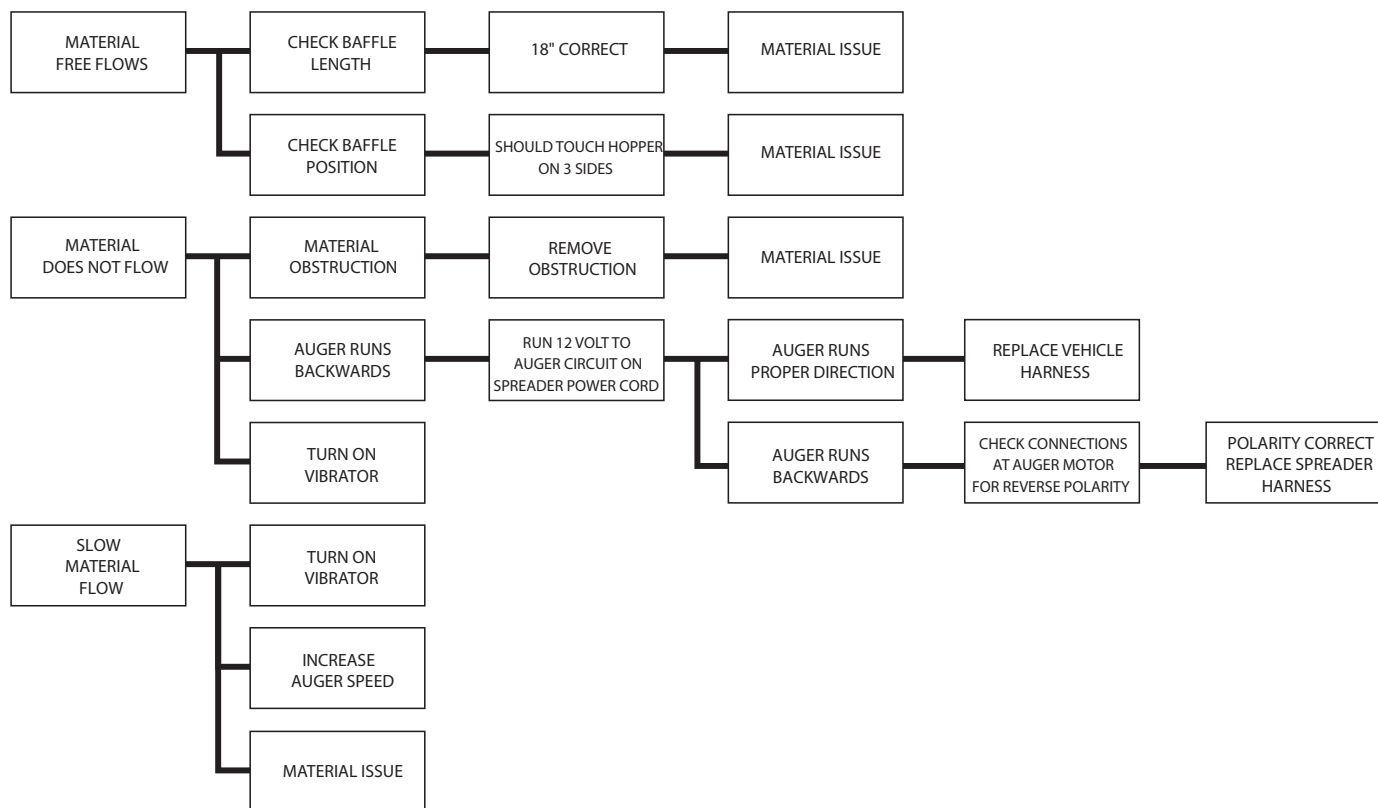 MATERIAL
FREE FLOWS
CHECK BAFFLE
LENGTH
18" CORRECT
MATERIAL ISSUE
CHECK BAFFLE
POSITION
SHOULD TOUCH HOPPER
ON 3 SIDES
MATERIAL ISSUE
MATERIAL
DOES NOT FLOW
MATERIAL
OBSTRUCTION
REMOVE
OBSTRUCTION
MATERIAL ISSUE
AUGER RUNS
BACKWARDS
RUN 12 VOLT TO
AUGER CIRCUIT ON
SPREADER POWER CORD
AUGER RUNS
PROPER DIRECTION
REPLACE VEHICLE
HARNESS
AUGER RUNS
BACKWARDS
CHECK CONNECTIONS
AT AUGER MOTOR
FOR REVERSE POLARITY
POLARITY CORRECT
REPLACE SPREADER
HARNESS
TURN ON
VIBRATOR
SLOW
MATERIAL
FLOW
TURN ON
VIBRATOR
INCREASE
AUGER SPEED
MATERIAL ISSUE